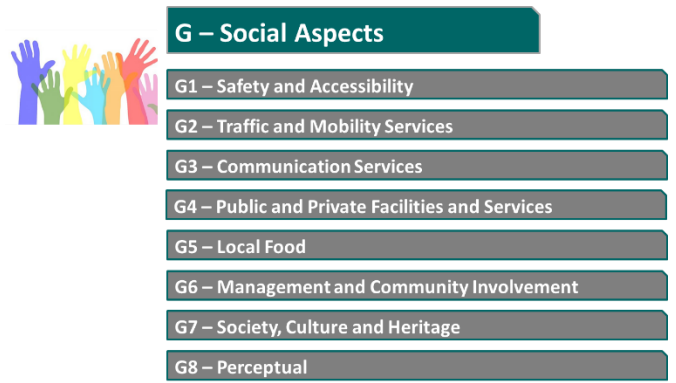 G – Social Aspects
G1 – Safety and Accessibility
G2 – Traffic and Mobility Services
G3 – Communication Services
G4 – Public and Private Facilities and Services
G5 – Local Food
G6 – Management and Community Involvement
G7 – Society, Culture and Heritage
G8 – Perceptual